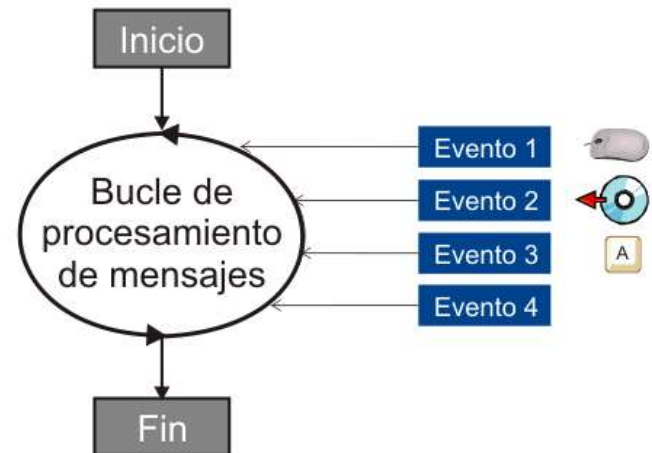 Inicio
Bucle de
procesamiento
de mensajes
Evento 1
Evento 2
Evento 3
A
Evento 4
Fin